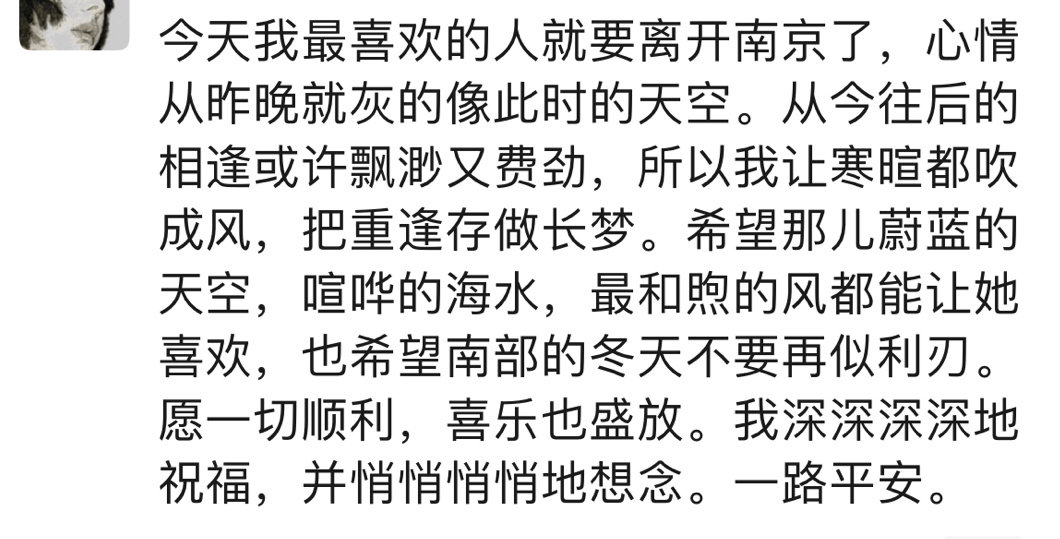 今天我最喜欢的人就要离开南京了，心情
从昨晚就灰的像此时的天空。从今往后的
相逢或许飘渺又费劲，所以我让寒暄都吹
成风，把重逢存做长梦。希望那儿蔚蓝的
天空，喧哗的海水，最和煦的风都能让她
喜欢，也希望南部的冬天不要再似利刃。
愿一切顺利，喜乐也盛放。我深深深深地
祝福，并悄悄悄悄地想念。一路平安。